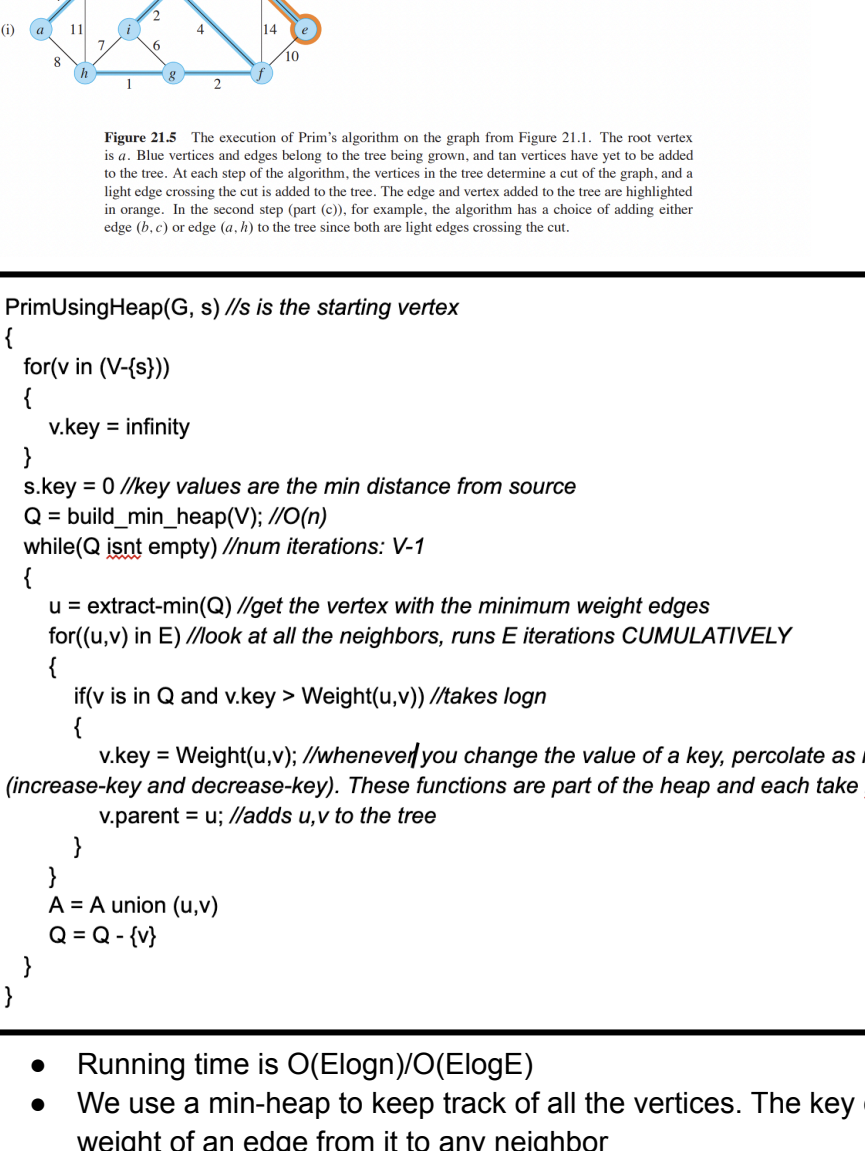 2
(i) a 11 i 4 14 e
7 6 10
8 h g f
1 2
Figure 21.5 The execution of Prim's algorithm on the graph from Figure 21.1. The root vertex
is a. Blue vertices and edges belong to the tree being grown, and tan vertices have yet to be added
to the tree. At each step of the algorithm, the vertices in the tree determine a cut of the graph, and a
light edge crossing the cut is added to the tree. The edge and vertex added to the tree are highlighted
in orange. In the second step (part (c)), for example, the algorithm has a choice of adding either
edge (b, c) or edge (a, h) to the tree since both are light edges crossing the cut.
PrimUsingHeap(G, s) //s is the starting vertex
{
for(v in (V-{s}))
{
v.key = infinity
}
s.key = 0 //key values are the min distance from source
Q = build_min_heap(V); //O(n)
while(Q isnt empty) //num iterations: V-1
{
u = extract-min(Q) //get the vertex with the minimum weight edges
for((u,v) in E) //look at all the neighbors, runs E iterations CUMULATIVELY
{
if(v is in Q and v.key > Weight(u,v)) //takes logn
{
v.key = Weight(u,v); //whenever you change the value of a key, percolate as
(increase-key and decrease-key). These functions are part of the heap and each take
v.parent = u; //adds u,v to the tree
}
}
A = A union (u,v)
Q = Q - {v}
}
}
● Running time is O(Elogn)/O(ElogE)
● We use a min-heap to keep track of all the vertices. The key
weight of an edge from it to any neighbor